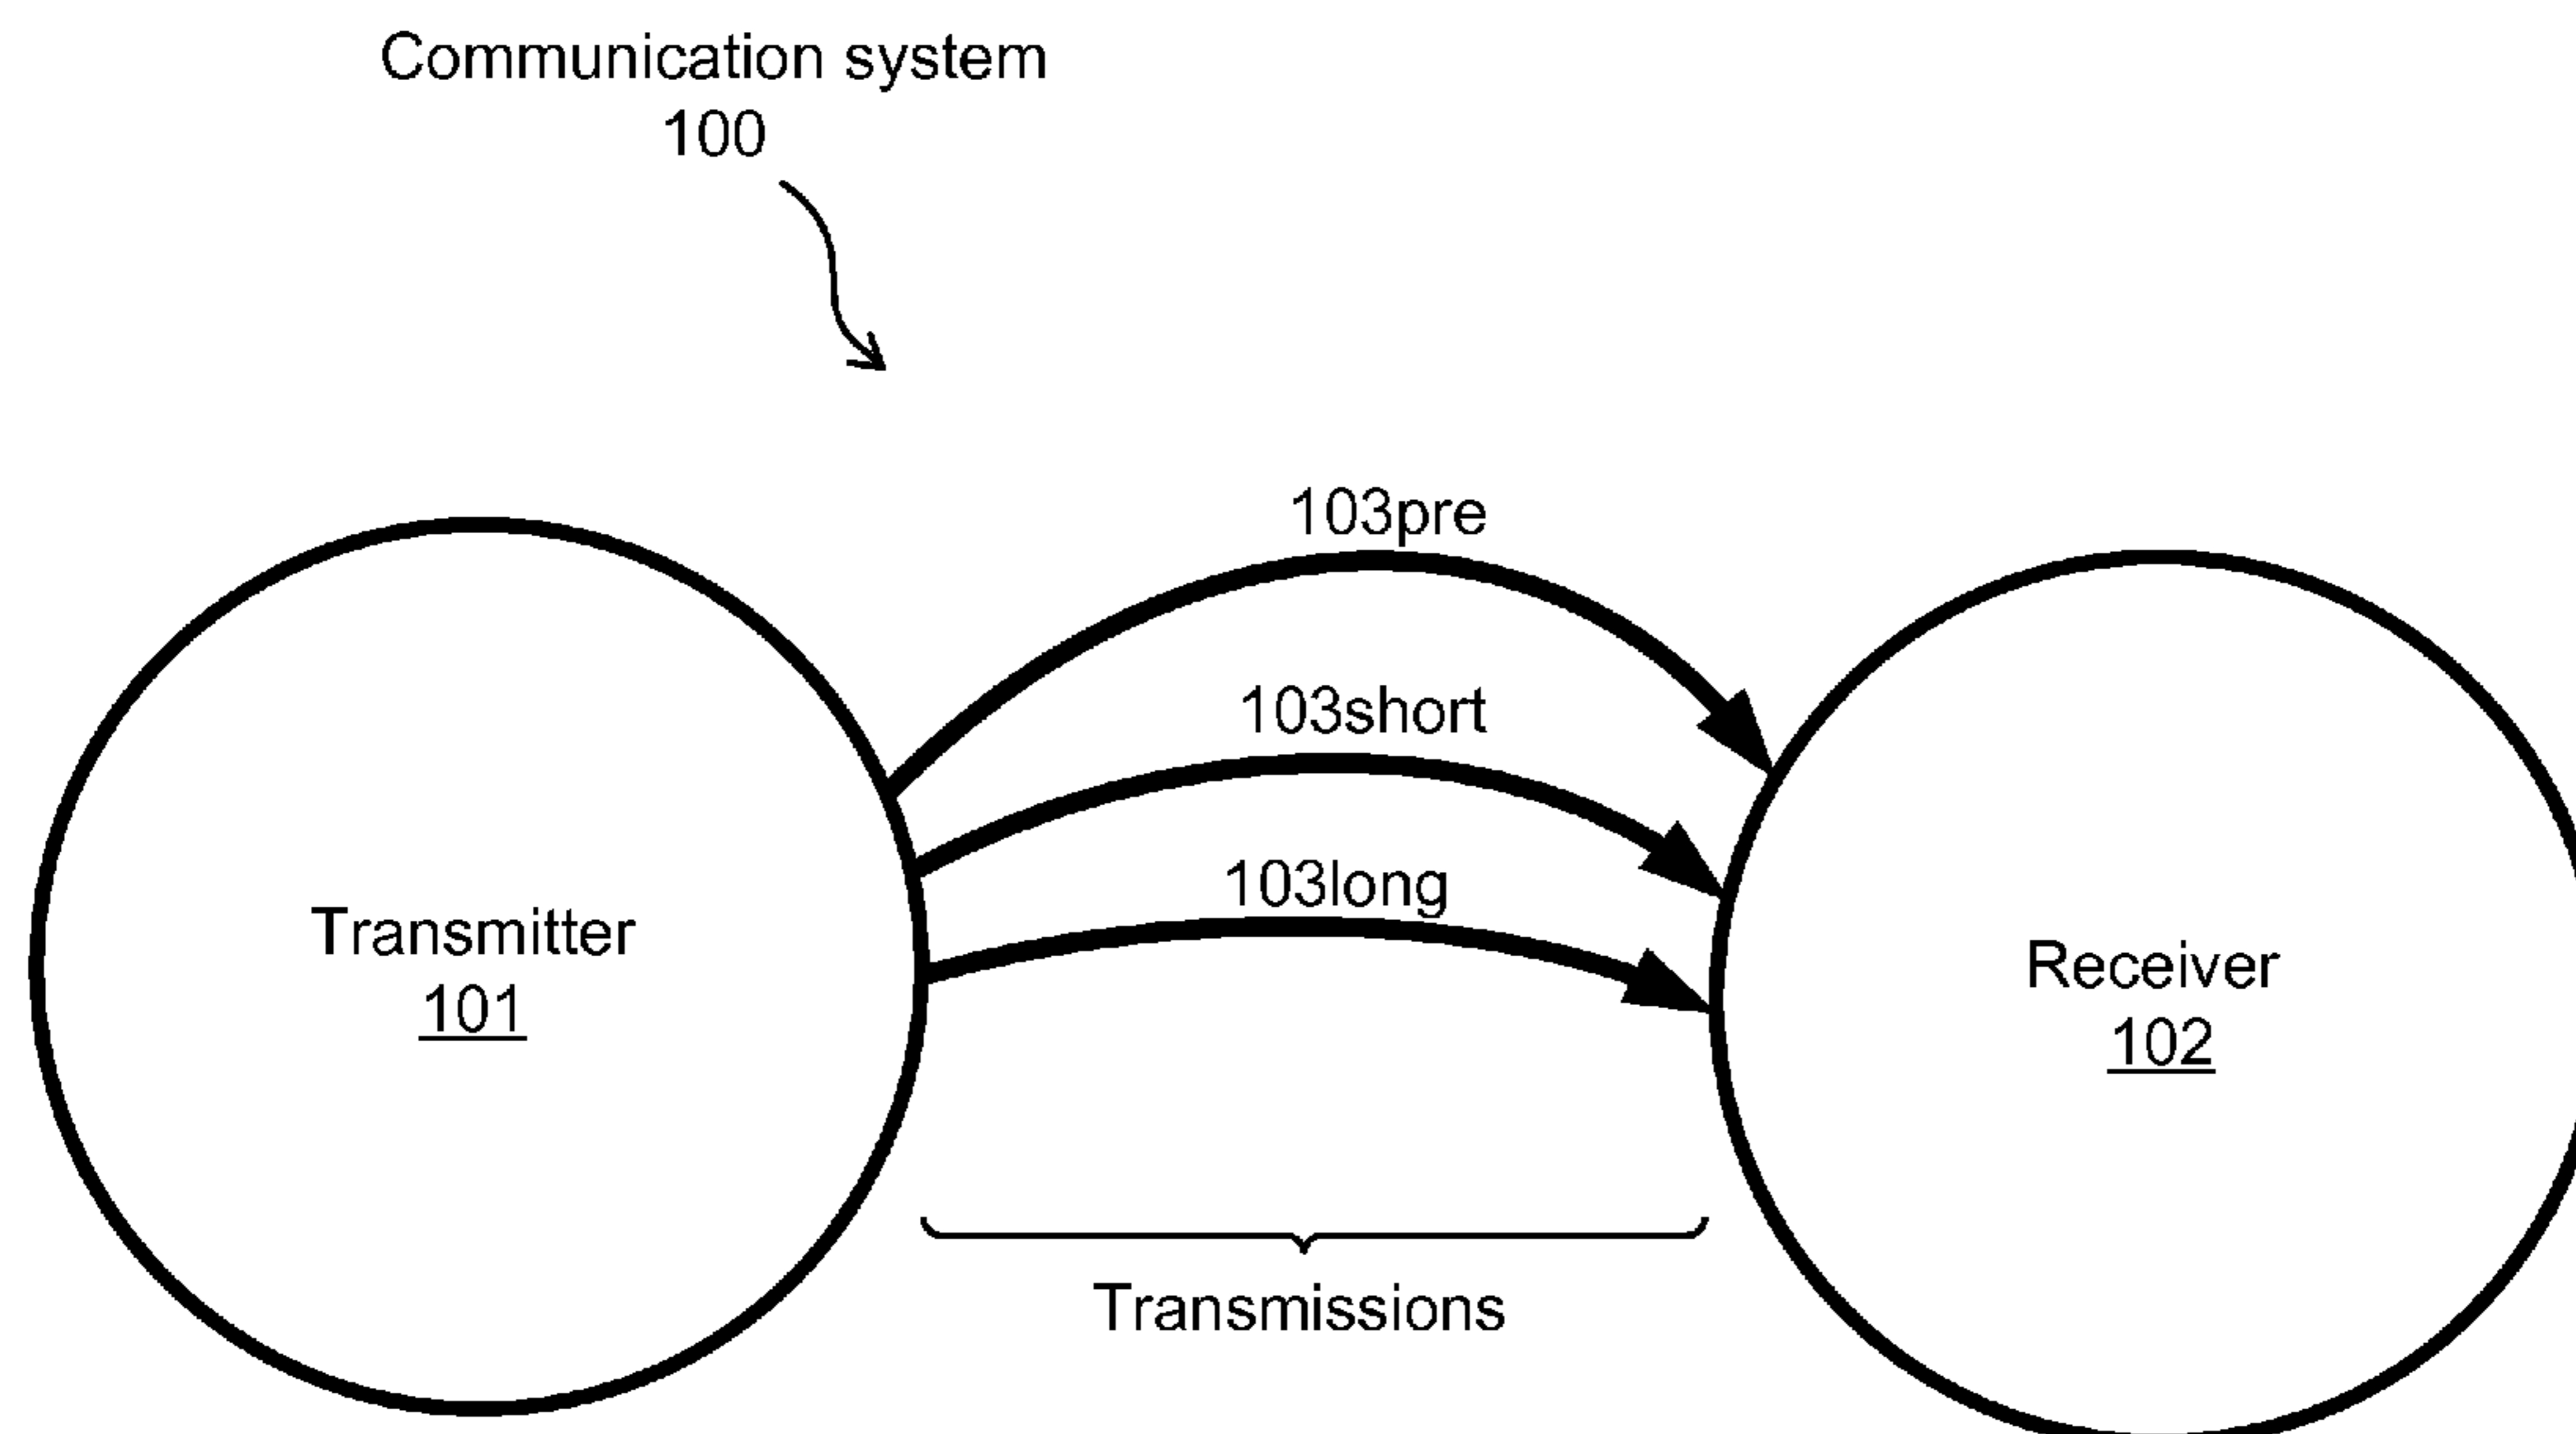 Communication system
100
103pre
103short
103long
Transmitter
101
Receiver
102
Transmissions